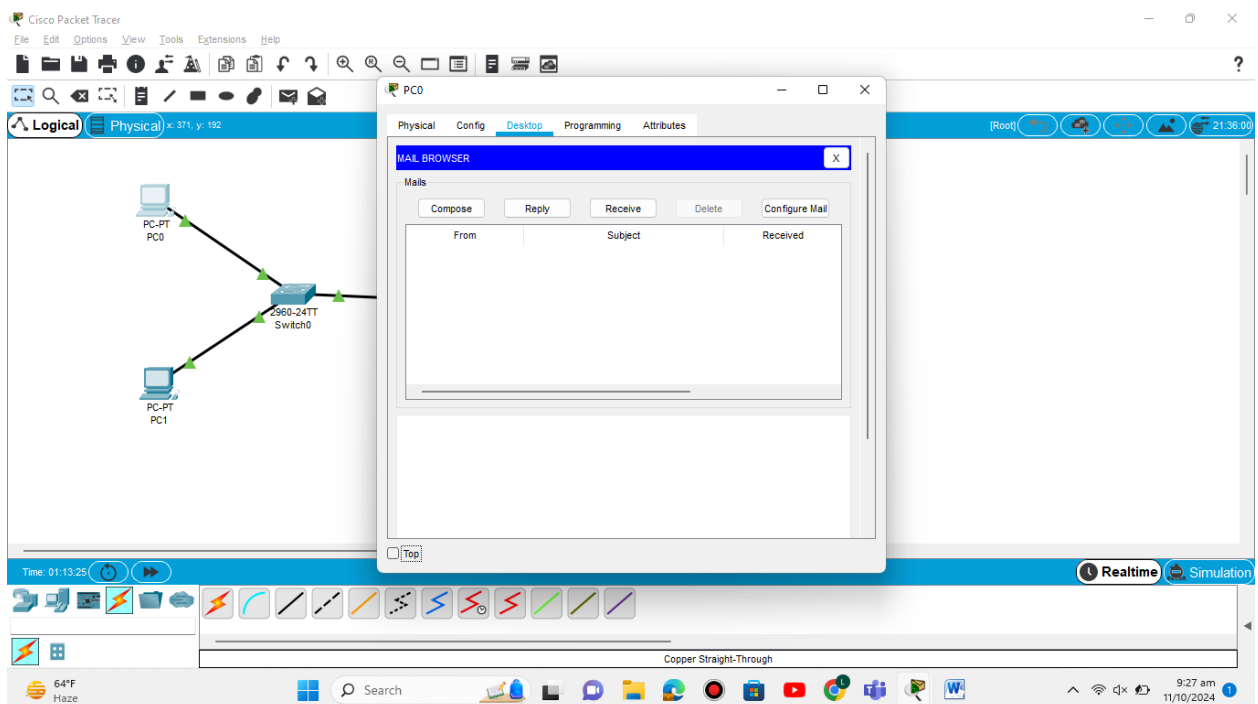 Cisco Packet Tracer
File Edit Options View Tools Extensions Help
?
PC0
Logical Physical x: 371, y: 192
[Root] 21:36:00
Physical Config Desktop Programming Attributes
MAIL BROWSER X
Mails
Compose Reply Receive Delete Configure Mail
From Subject Received
PC-PT
PC0
2960-24TT
Switch0
PC-PT
PC1
Top
Time: 01:13:25
Realtime Simulation
Copper Straight-Through
64°F
Haze
Search
9:27 am
11/10/2024
1